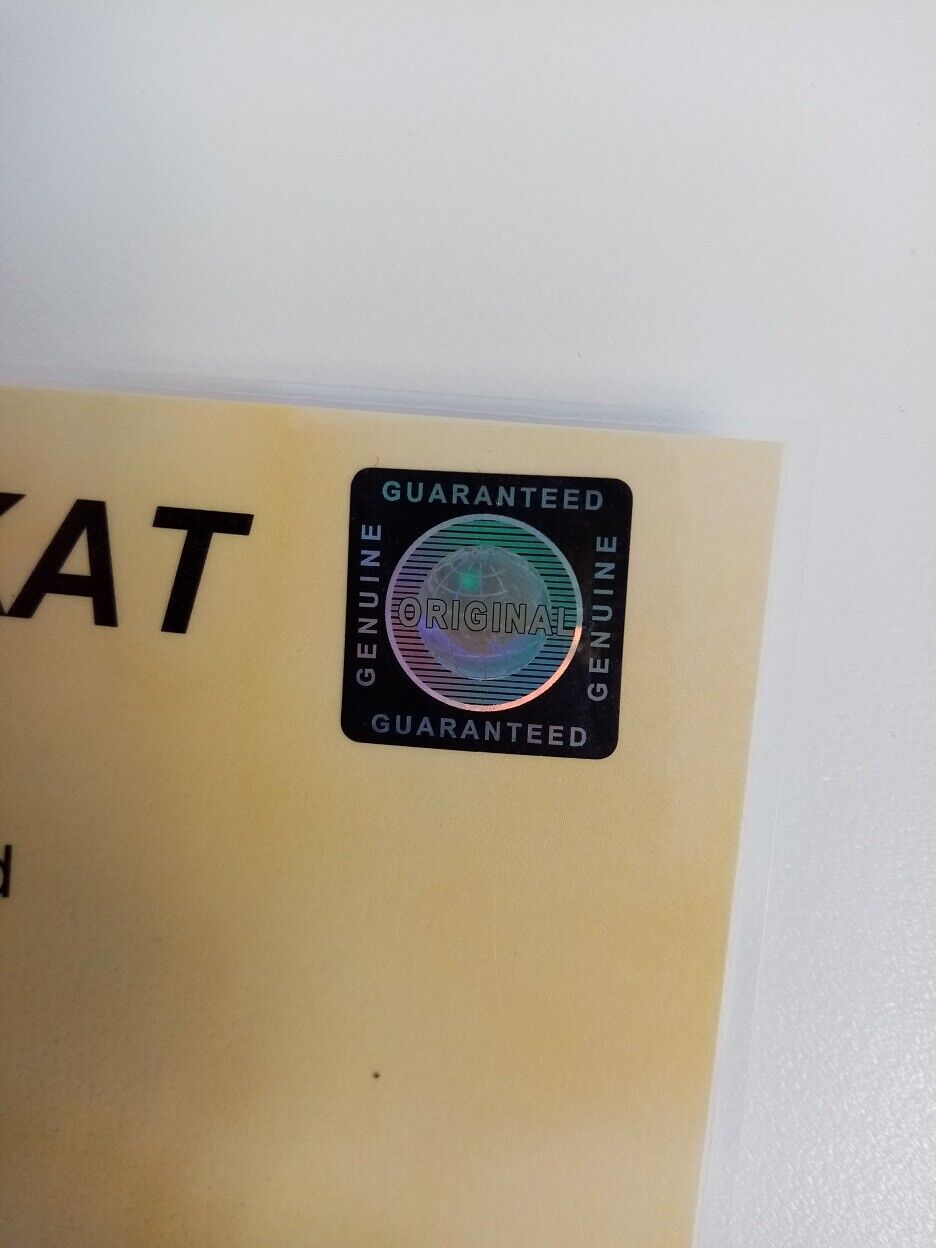 KAT
GUARANTEED
GENUINE
ORIGINAL
GENUINE
GUARANTEED
d